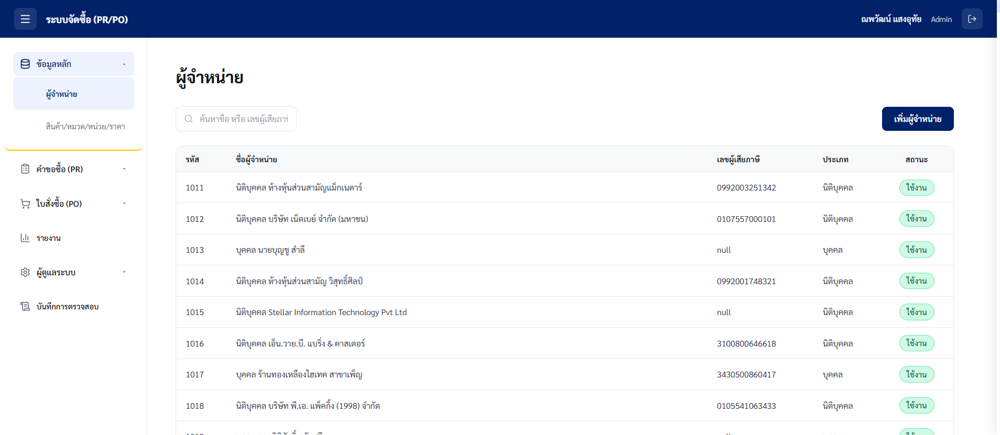 ระบบจัดซื้อ (PR/PO)
ณพวัฒน์ แสงอุทัย Admin
ข้อมูลหลัก
ผู้จำหน่าย
สินค้า/หมวด/หน่วย/ราคา
คำขอซื้อ (PR)
ใบสั่งซื้อ (PO)
รายงาน
ผู้ดูแลระบบ
บันทึกการตรวจสอบ
ผู้จำหน่าย
ค้นหาชื่อ หรือ เลขผู้เสียภา
เพิ่มผู้จำหน่าย
รหัส ชื่อผู้จำหน่าย เลขผู้เสียภาษี ประเภท สถานะ
1011 นิติบุคคล ห้างหุ้นส่วนสามัญแม็กเนตาร์ 0992003251342 นิติบุคคล ใช้งาน
1012 นิติบุคคล บริษัท เน็ตเบย์ จำกัด (มหาชน) 0107557000101 นิติบุคคล ใช้งาน
1013 บุคคล นายบุญชู สำลี null บุคคล ใช้งาน
1014 นิติบุคคล ห้างหุ้นส่วนสามัญ วิสุทธิ์ศิลป์ 0992001748321 นิติบุคคล ใช้งาน
1015 นิติบุคคล Stellar Information Technology Pvt Ltd null นิติบุคคล ใช้งาน
1016 นิติบุคคล เอ็น.วาย.บี. แบริ่ง & คาสเตอร์ 3100800646618 นิติบุคคล ใช้งาน
1017 บุคคล ร้านทองเหลืองไฮเทค สาขาเพ็ญ 3430500860417 บุคคล ใช้งาน
1018 นิติบุคคล บริษัท พี.เอ. แพ็คกิ้ง (1998) จำกัด 0105541063433 นิติบุคคล ใช้งาน